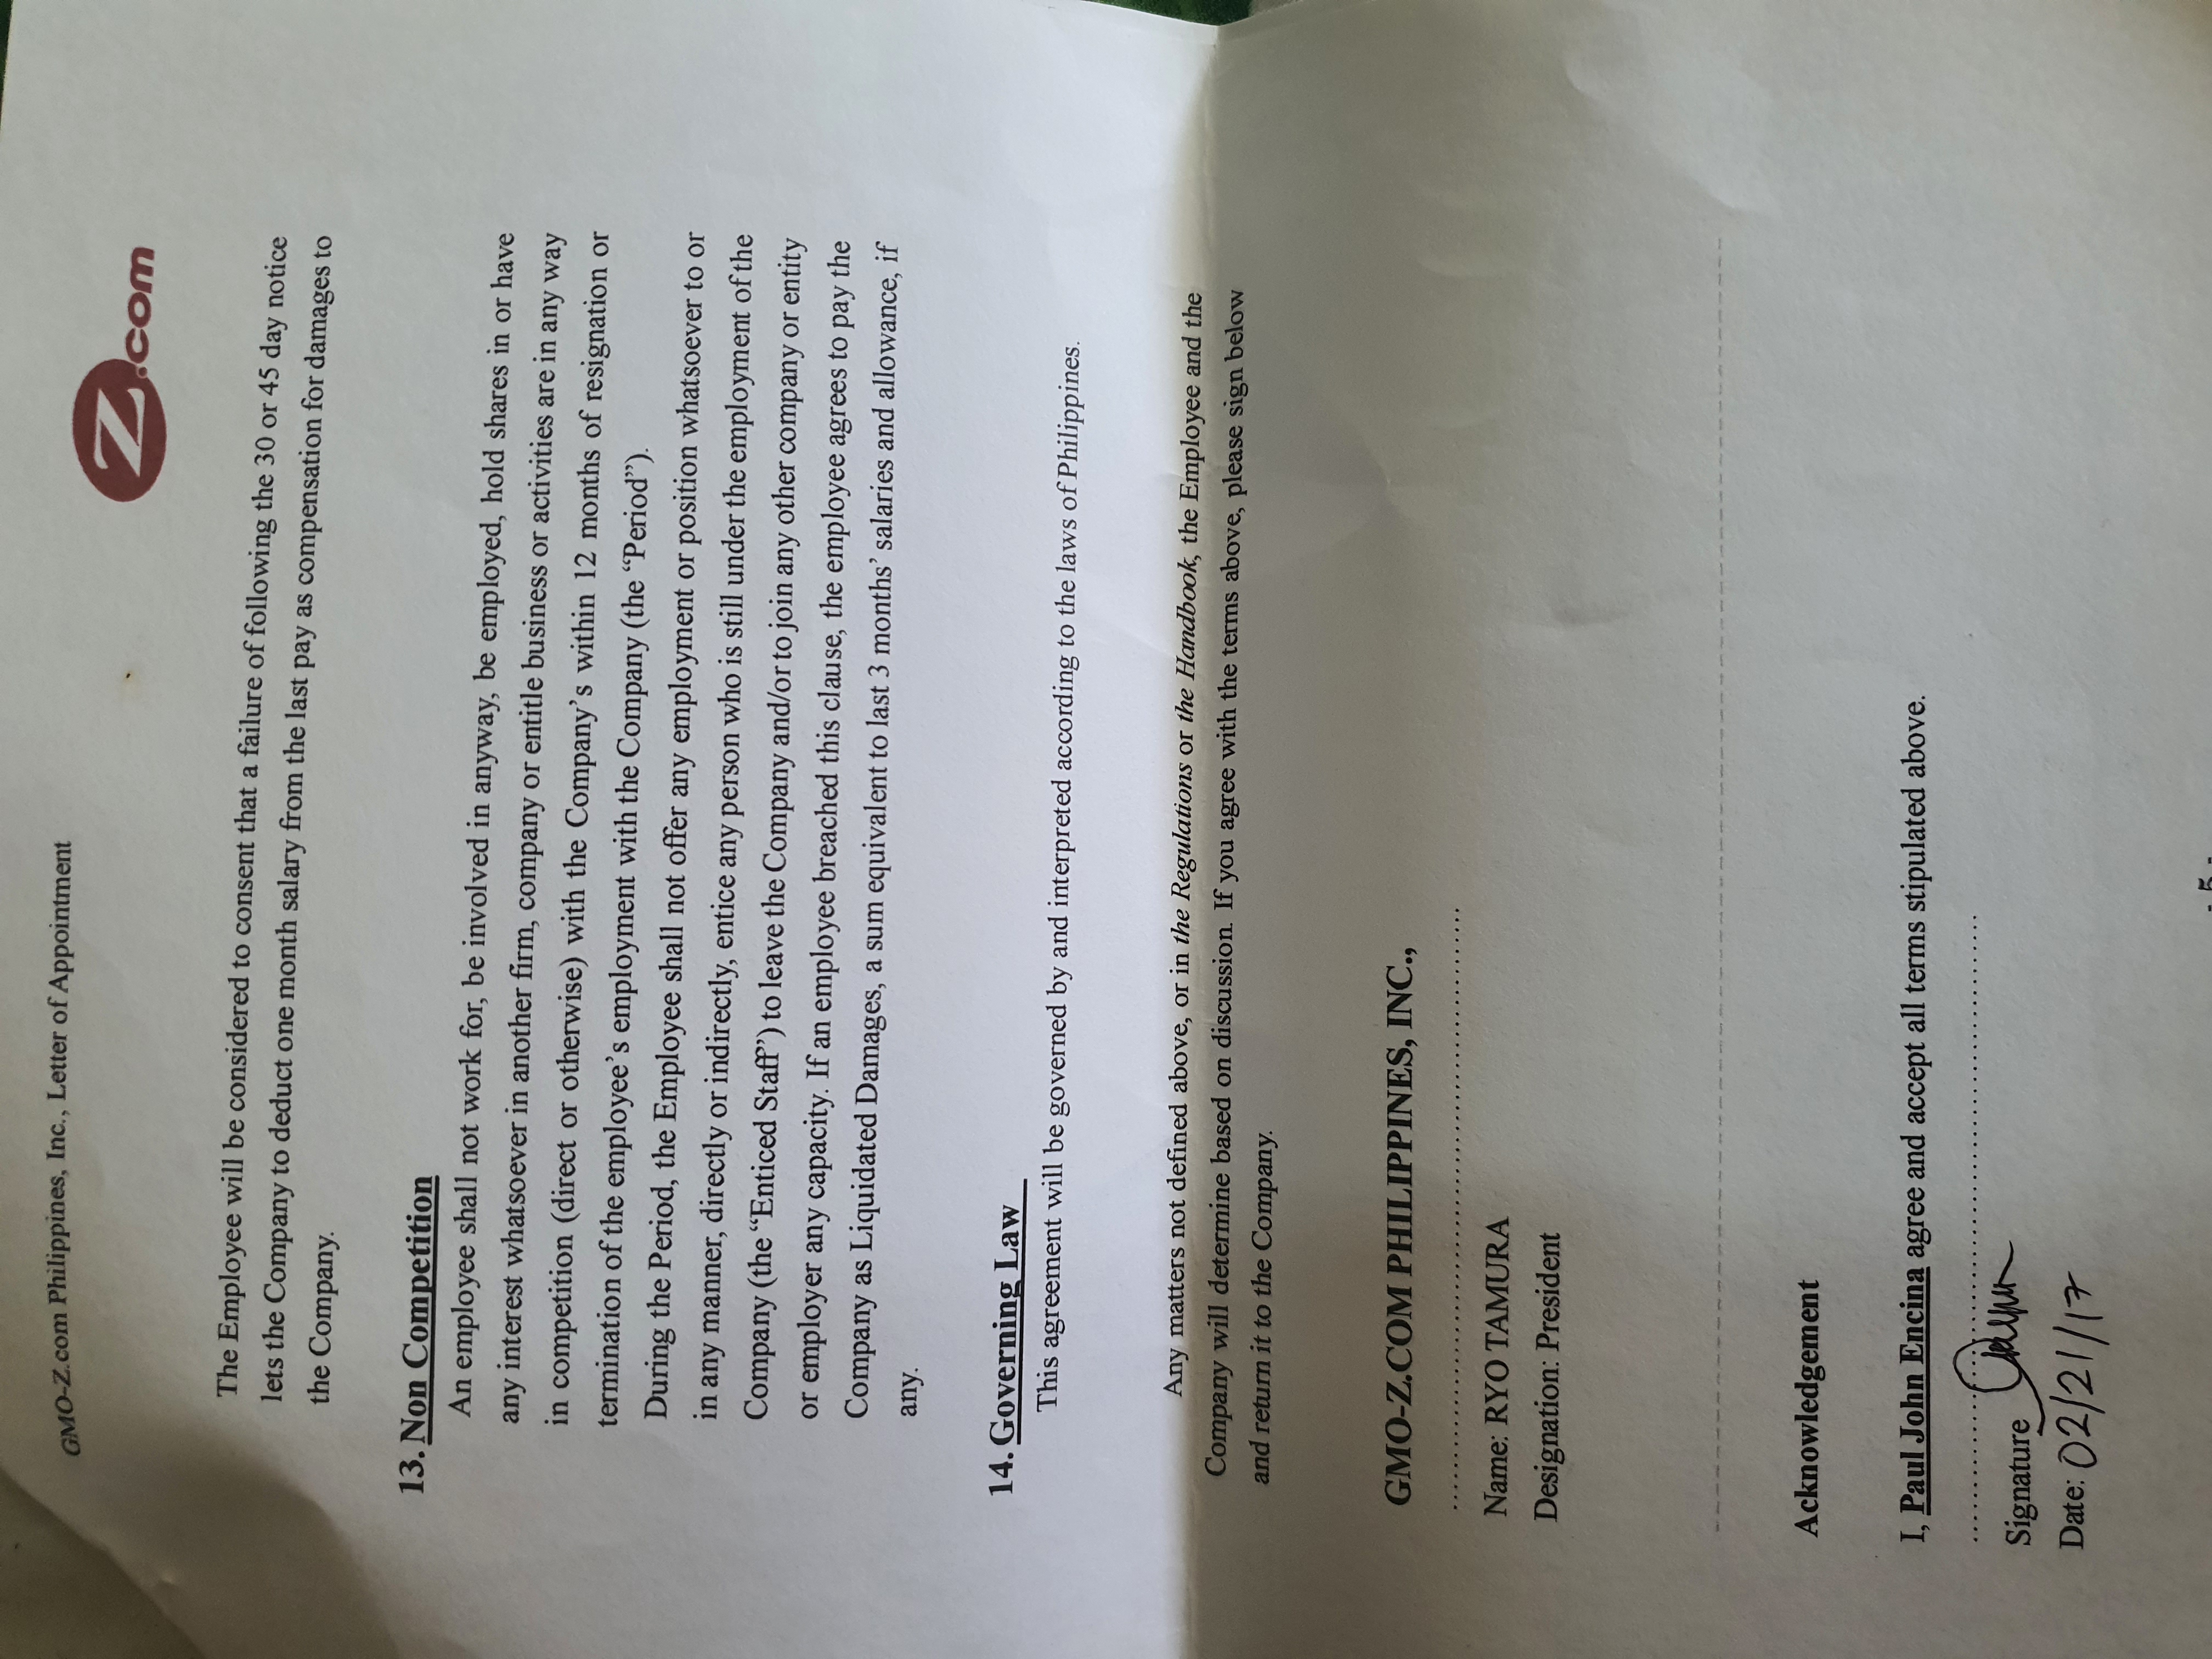 GMO-Z.com Philippines, Inc., Letter of Appointment
Z.com
The Employee will be considered to consent that a failure of following the 30 or 45 day notice
lets the Company to deduct one month salary from the last pay as compensation for damages to
the Company.
13. Non Competition
An employee shall not work for, be involved in anyway, be employed, hold shares in or have
any interest whatsoever in another firm, company or entitle business or activities are in any way
in competition (direct or otherwise) with the Company's within 12 months of resignation or
termination of the employee's employment with the Company (the “Period”).
During the Period, the Employee shall not offer any employment or position whatsoever to or
in any manner, directly or indirectly, entice any person who is still under the employment of the
Company (the “Enticed Staff”) to leave the Company and/or to join any other company or entity
or employer any capacity. If an employee breached this clause, the employee agrees to pay the
Company as Liquidated Damages, a sum equivalent to last 3 months' salaries and allowance, if
any.
14. Governing Law
This agreement will be governed by and interpreted according to the laws of Philippines.
Any matters not defined above, or in the Regulations or the Handbook, the Employee and the
Company will determine based on discussion. If you agree with the terms above, please sign below
and return it to the Company.
GMO-Z.COM PHILIPPINES, INC.,
Name: RYO TAMURA
Designation: President
Acknowledgement
I, Paul John Encina agree and accept all terms stipulated above.
Signature
Date: 02/21/17
- 5 -